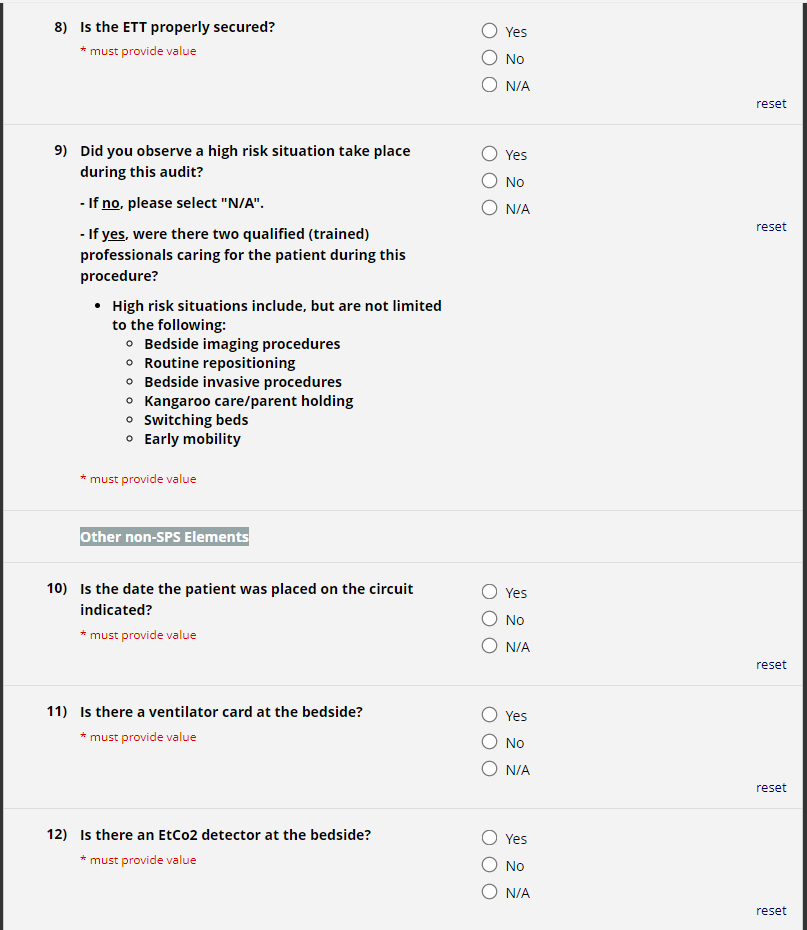 8) Is the ETT properly secured?
* must provide value
Yes
No
N/A
reset
9) Did you observe a high risk situation take place
during this audit?
- If no, please select "N/A".
- If yes, were there two qualified (trained)
professionals caring for the patient during this
procedure?
• High risk situations include, but are not limited
to the following:
Bedside imaging procedures
Routine repositioning
Bedside invasive procedures
Kangaroo care/parent holding
Switching beds
Early mobility
* must provide value
Yes
No
N/A
reset
Other non-SPS Elements
10) Is the date the patient was placed on the circuit
indicated?
* must provide value
Yes
No
N/A
reset
11) Is there a ventilator card at the bedside?
* must provide value
Yes
No
N/A
reset
12) Is there an EtCo2 detector at the bedside?
* must provide value
Yes
No
N/A
reset